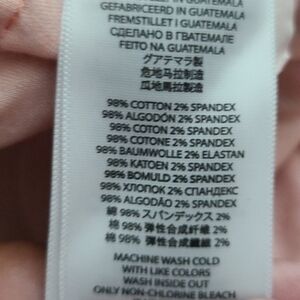 GEFABRICEERD IN GUATEMALA
FREMSTILLET I GUATEMALA
СДЕЛАНО В ГВАТЕМАЛЕ
FEITO NA GUATEMALA
グアテマラ製
危地马拉制造
瓜地馬拉製造
98% COTTON 2% SPANDEX
98% ALGODÓN 2% SPANDEX
98% COTON 2% SPANDEX
98% COTONE 2% SPANDEX
98% BAUMWOLLE 2% ELASTAN
98% KATOEN 2% SPANDEX
98% BOMULD 2% SPANDEX
98% ХЛОПОК 2% СПАНДЕКС
98% ALGODÃO 2% SPANDEX
綿 98% スパンデックス 2%
棉 98% 弹性合成纤维 2%
棉 98% 弾性合成纖維 2%
MACHINE WASH COLD
WITH LIKE COLORS
WASH INSIDE OUT
ONLY NON-CHLORINE BLEACH